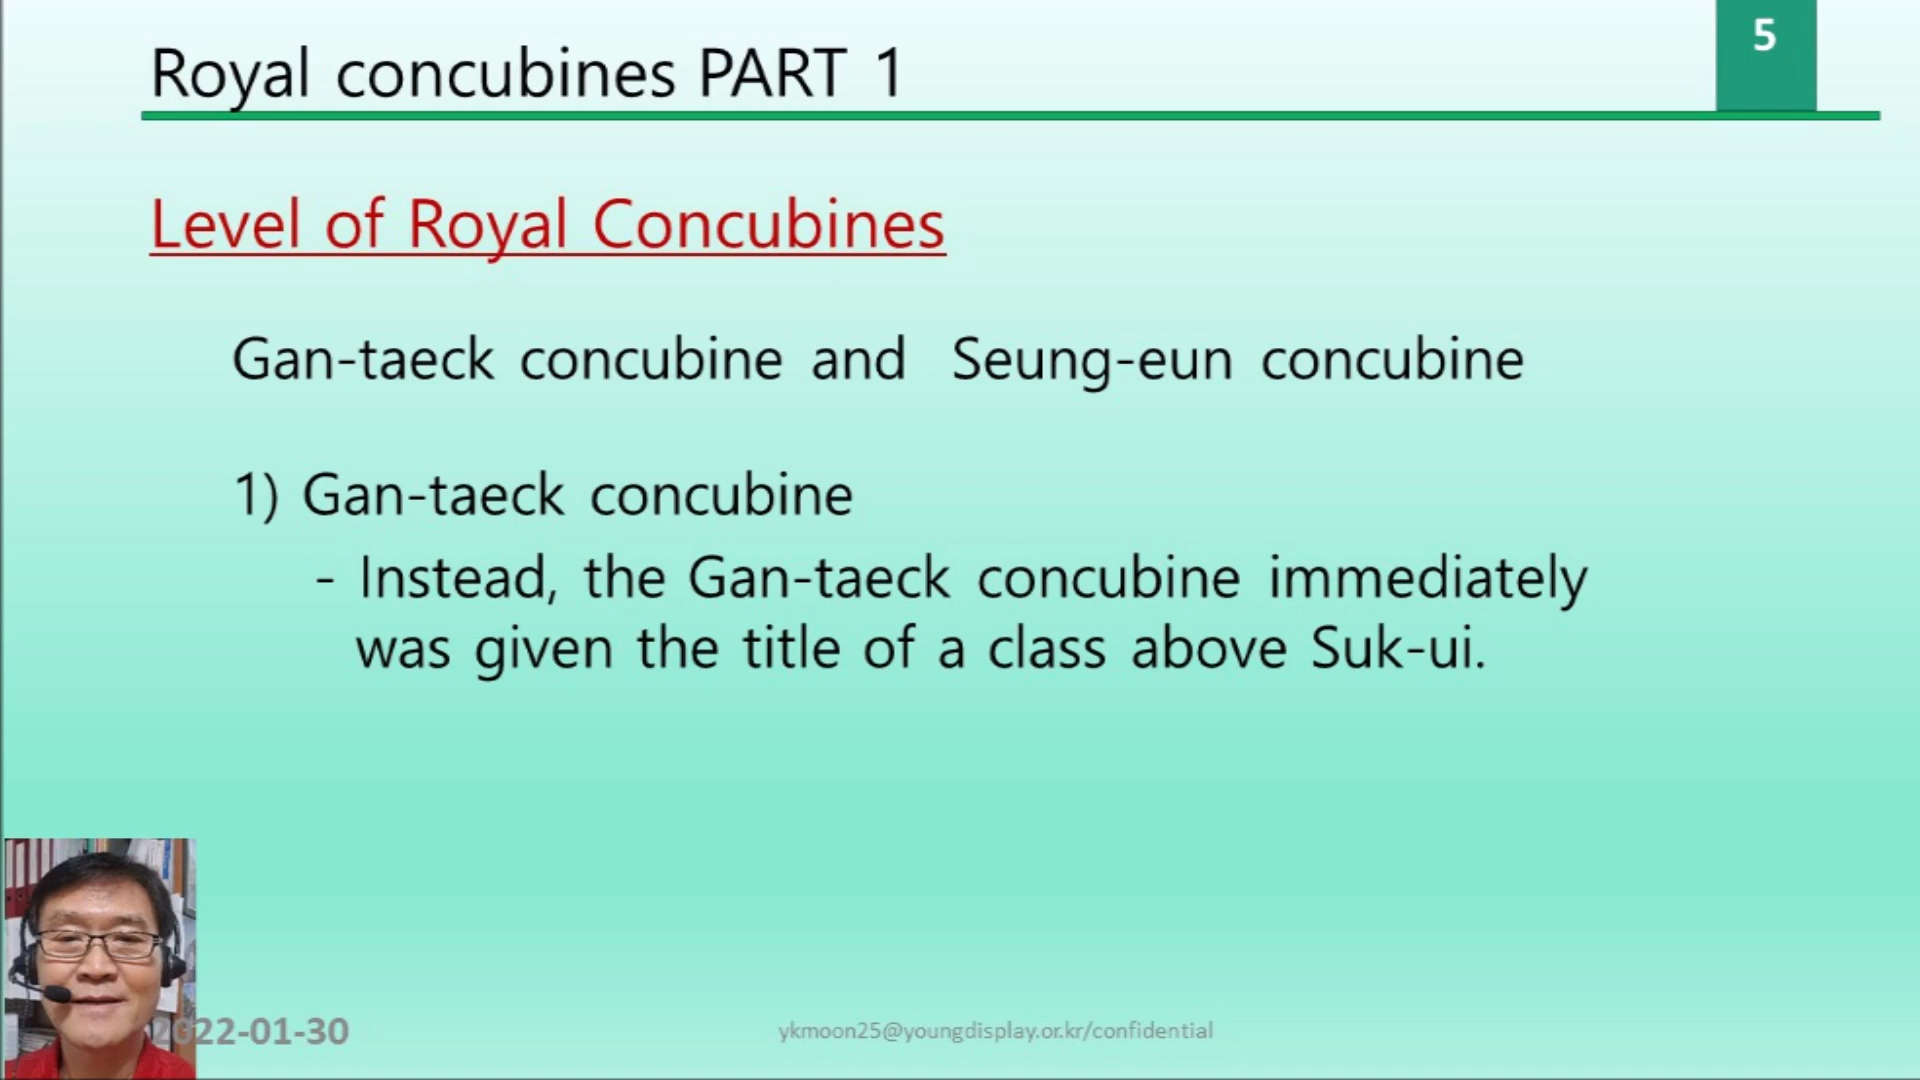 Royal concubines PART 1
5
Level of Royal Concubines
Gan-taeck concubine and Seung-eun concubine
1) Gan-taeck concubine
- Instead, the Gan-taeck concubine immediately
was given the title of a class above Suk-ui.
2022-01-30
ykmoon25@youngdisplay.or.kr/confidential